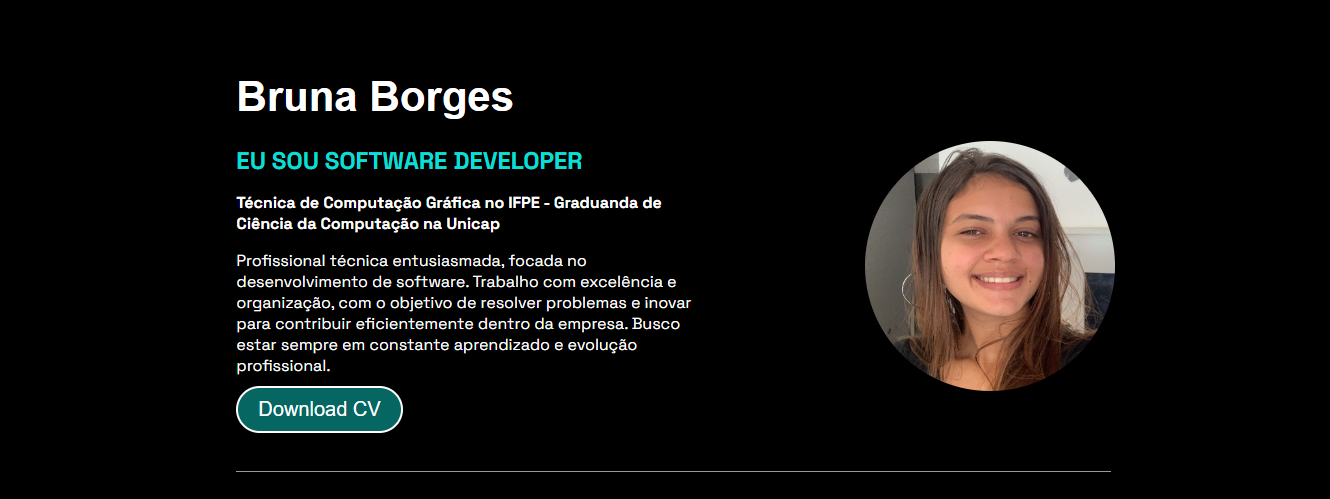 Bruna Borges
EU SOU SOFTWARE DEVELOPER
Técnica de Computação Gráfica no IFPE - Graduanda de
Ciência da Computação na Unicap
Profissional técnica entusiasmada, focada no
desenvolvimento de software. Trabalho com excelência e
organização, com o objetivo de resolver problemas e inovar
para contribuir eficientemente dentro da empresa. Busco
estar sempre em constante aprendizado e evolução
profissional.
Download CV